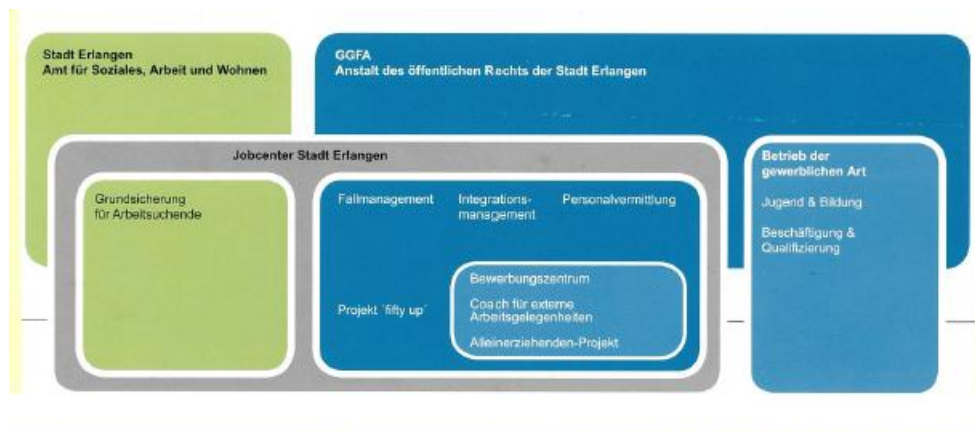 Stadt Erlangen
Amt für Soziales, Arbeit und Wohnen
GGFA
Anstalt des öffentlichen Rechts der Stadt Erlangen
Jobcenter Stadt Erlangen
Grundsicherung
für Arbeitsuchende
Fallmanagement
Integrations-
management
Personalvermittlung
Projekt ´fifty up´
Bewerbungszentrum
Coach für externe
Arbeitsgelegenheiten
Alleinerziehenden-Projekt
Betrieb der
gewerblichen Art
Jugend & Bildung
Beschäftigung &
Qualifizierung